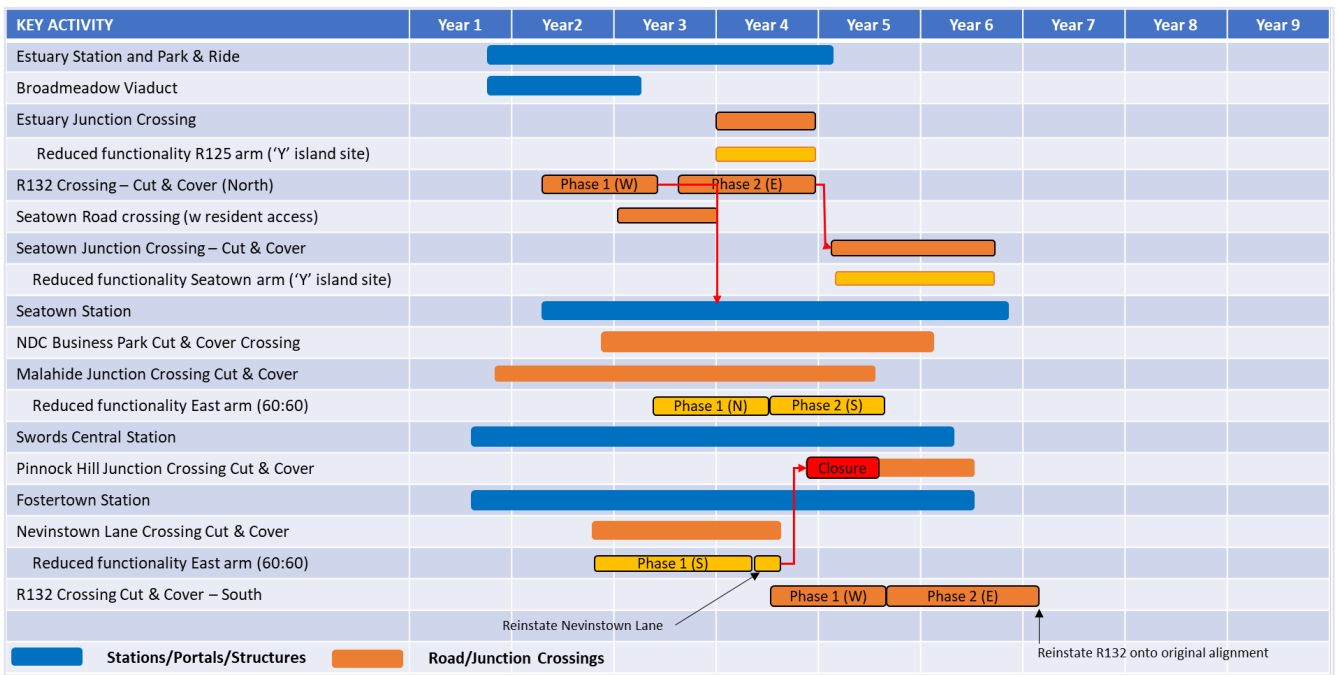 KEY ACTIVITY Year 1 Year2 Year 3 Year 4 Year 5 Year 6 Year 7 Year 8 Year 9
Estuary Station and Park & Ride
Broadmeadow Viaduct
Estuary Junction Crossing
Reduced functionality R125 arm (‘Y’ island site)
R132 Crossing – Cut & Cover (North) Phase 1 (W) Phase 2 (E)
Seatown Road crossing (w resident access)
Seatown Junction Crossing – Cut & Cover
Reduced functionality Seatown arm (‘Y’ island site)
Seatown Station
NDC Business Park Cut & Cover Crossing
Malahide Junction Crossing Cut & Cover
Reduced functionality East arm (60:60) Phase 1 (N) Phase 2 (S)
Swords Central Station
Pinnock Hill Junction Crossing Cut & Cover Closure
Fostertown Station
Nevinstown Lane Crossing Cut & Cover
Reduced functionality East arm (60:60) Phase 1 (S)
R132 Crossing Cut & Cover – South Phase 1 (W) Phase 2 (E)
Reinstate Nevinstown Lane
Stations/Portals/Structures Road/Junction Crossings Reinstate R132 onto original alignment